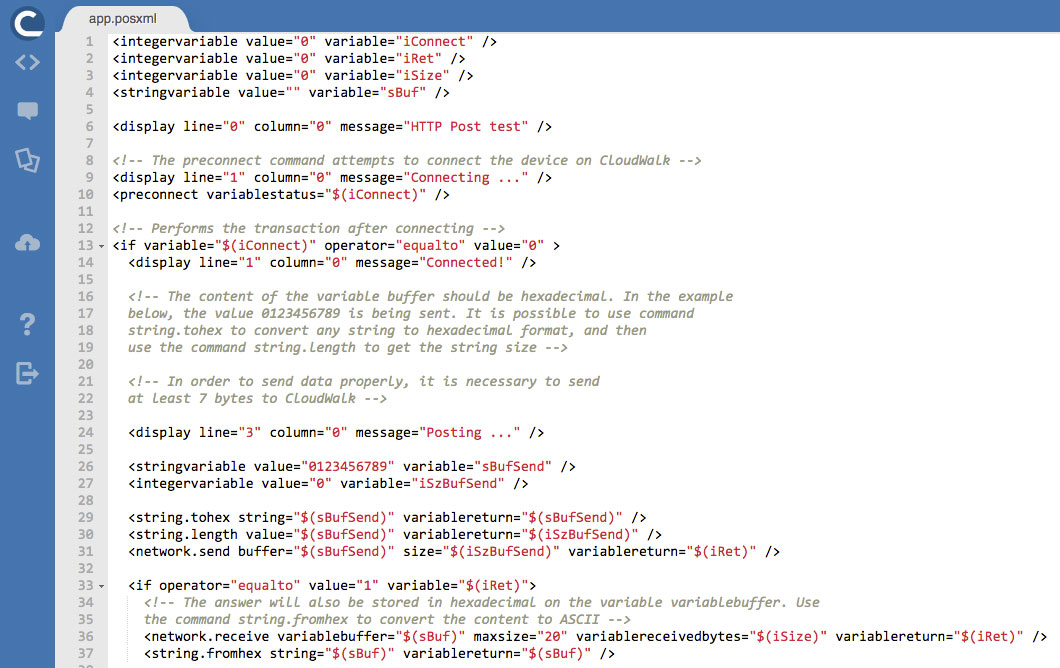 app.posxml
1 <integervariable value="0" variable="iConnect" />
2 <integervariable value="0" variable="iRet" />
3 <integervariable value="0" variable="iSize" />
4 <stringvariable value="" variable="sBuf" />
5
6 <display line="0" column="0" message="HTTP Post test" />
7
8 <!-- The preconnect command attempts to connect the device on CloudWalk -->
9 <display line="1" column="0" message="Connecting ..." />
10 <preconnect variablestatus="$(iConnect)" />
11
12 <!-- Performs the transaction after connecting -->
13 <if variable="$(iConnect)" operator="equalto" value="0" >
14 <display line="1" column="0" message="Connected!" />
15
16 <!-- The content of the variable buffer should be hexadecimal. In the example
17 below, the value 0123456789 is being sent. It is possible to use command
18 string.tohex to convert any string to hexadecimal format, and then
19 use the command string.length to get the string size -->
20
21 <!-- In order to send data properly, it is necessary to send
22 at least 7 bytes to CloudWalk -->
23
24 <display line="3" column="0" message="Posting ..." />
25
26 <stringvariable value="0123456789" variable="sBufSend" />
27 <integervariable value="0" variable="iSzBufSend" />
28
29 <string.tohex string="$(sBufSend)" variablereturn="$(sBufSend)" />
30 <string.length value="$(sBufSend)" variablereturn="$(iSzBufSend)" />
31 <network.send buffer="$(sBufSend)" size="$(iSzBufSend)" variablereturn="$(iRet)" />
32
33 <if operator="equalto" value="1" variable="$(iRet)">
34 <!-- The answer will also be stored in hexadecimal on the variable variablebuffer. Use
35 the command string.fromhex to convert the content to ASCII -->
36 <network.receive variablebuffer="$(sBuf)" maxsize="20" variablereceivedbytes="$(iSize)" variablereturn="$(iRet)" />
37 <string.fromhex string="$(sBuf)" variablereturn="$(sBuf)" />